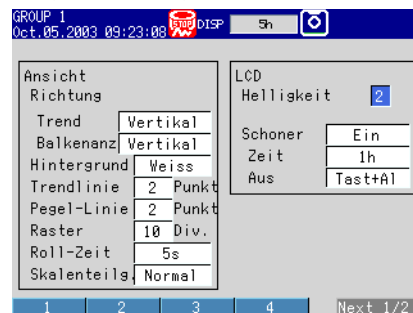 GROUP 1
Oct.05.2003 09:23:08 STOP DISP 5h
Ansicht
Richtung
Trend Vertikal
Balkenanz Vertikal
Hintergrund Weiss
Trendlinie 2 Punkt
Pegel-Linie 2 Punkt
Raster 10 Div.
Roll-Zeit 5s
Skalenteilg. Normal
LCD
Helligkeit 2
Schoner Ein
Zeit 1h
Aus Tast+Al
1 2 3 4 Next 1/2